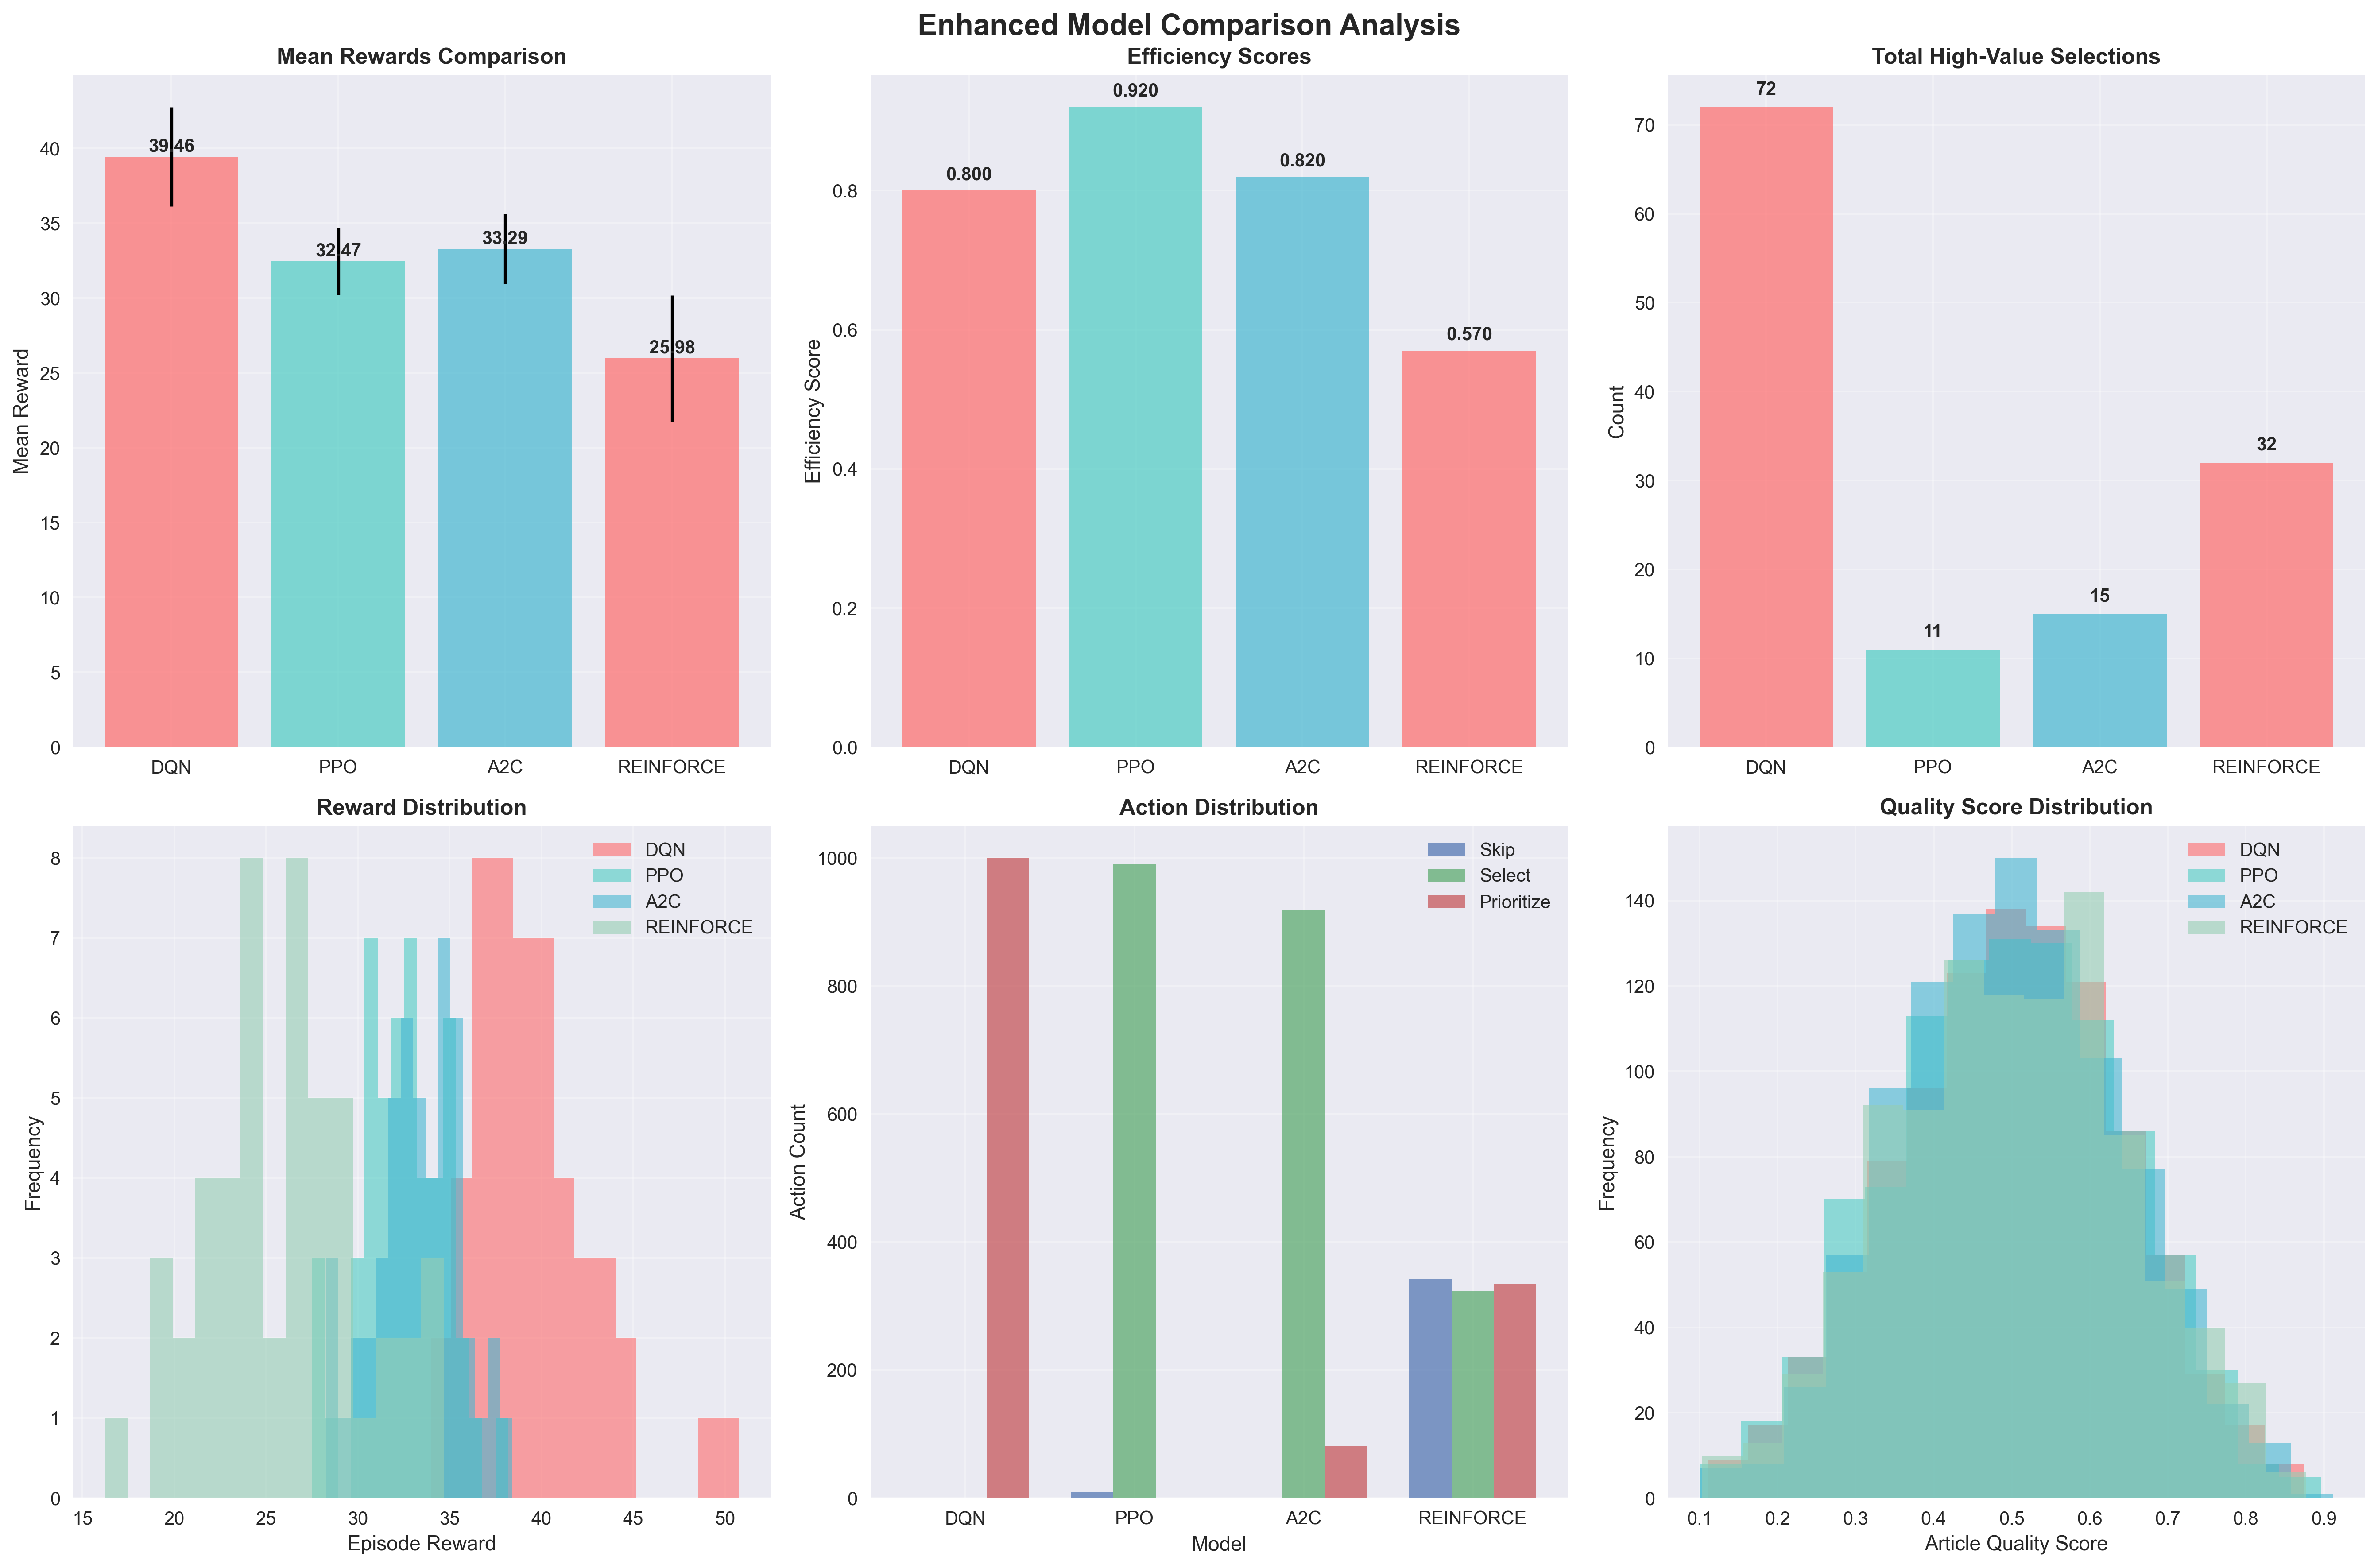 Enhanced Model Comparison Analysis
Mean Rewards Comparison
Mean Reward
40
35
30
25
20
15
10
5
0
39.46
32.47
33.29
25.98
DQN
PPO
A2C
REINFORCE
Efficiency Scores
Efficiency Score
0.8
0.6
0.4
0.2
0.0
0.800
0.920
0.820
0.570
DQN
PPO
A2C
REINFORCE
Total High-Value Selections
Count
70
60
50
40
30
20
10
0
72
11
15
32
DQN
PPO
A2C
REINFORCE
Reward Distribution
Frequency
8
7
6
5
4
3
2
1
0
DQN
PPO
A2C
REINFORCE
15
20
25
30
35
40
45
50
Episode Reward
Action Distribution
Action Count
1000
800
600
400
200
0
Skip
Select
Prioritize
DQN
PPO
A2C
REINFORCE
Model
Quality Score Distribution
Frequency
140
120
100
80
60
40
20
0
DQN
PPO
A2C
REINFORCE
0.1
0.2
0.3
0.4
0.5
0.6
0.7
0.8
0.9
Article Quality Score